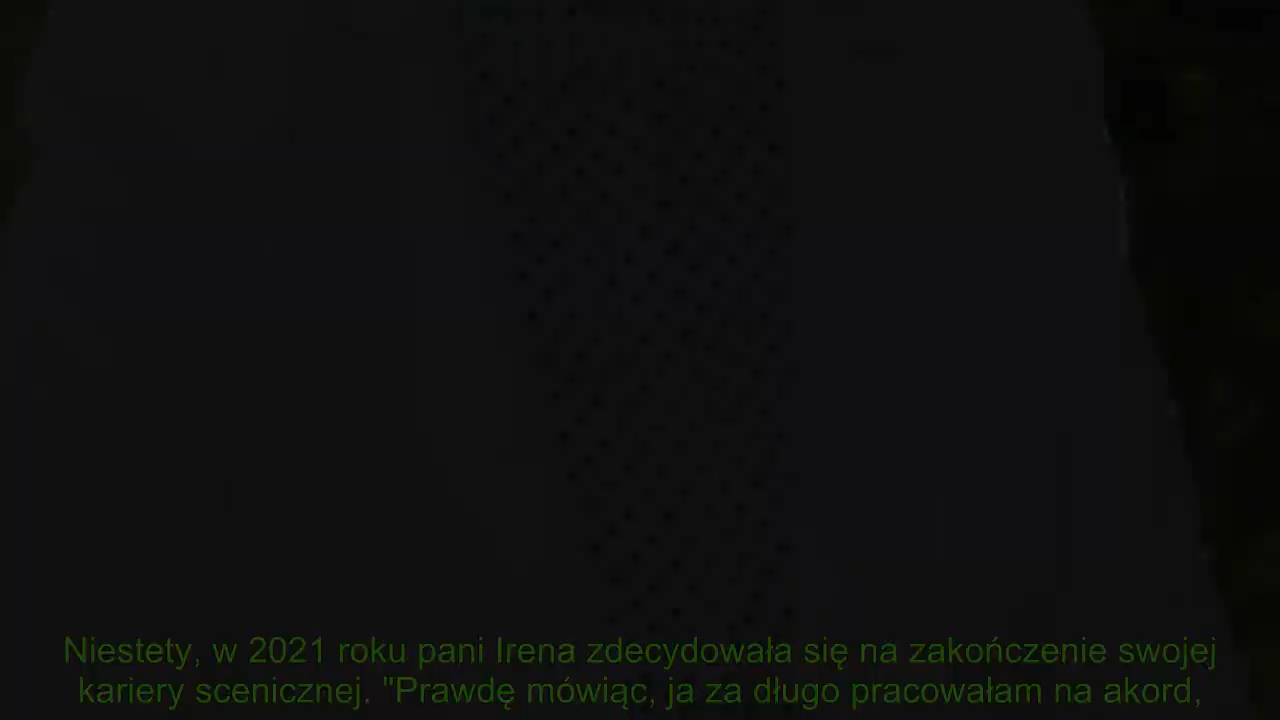 Niestety, w 2021 roku pani Irena zdecydowała się na zakończenie swojej
kariery scenicznej. "Prawdę mówiąc, ja za długo pracowałam na akord,